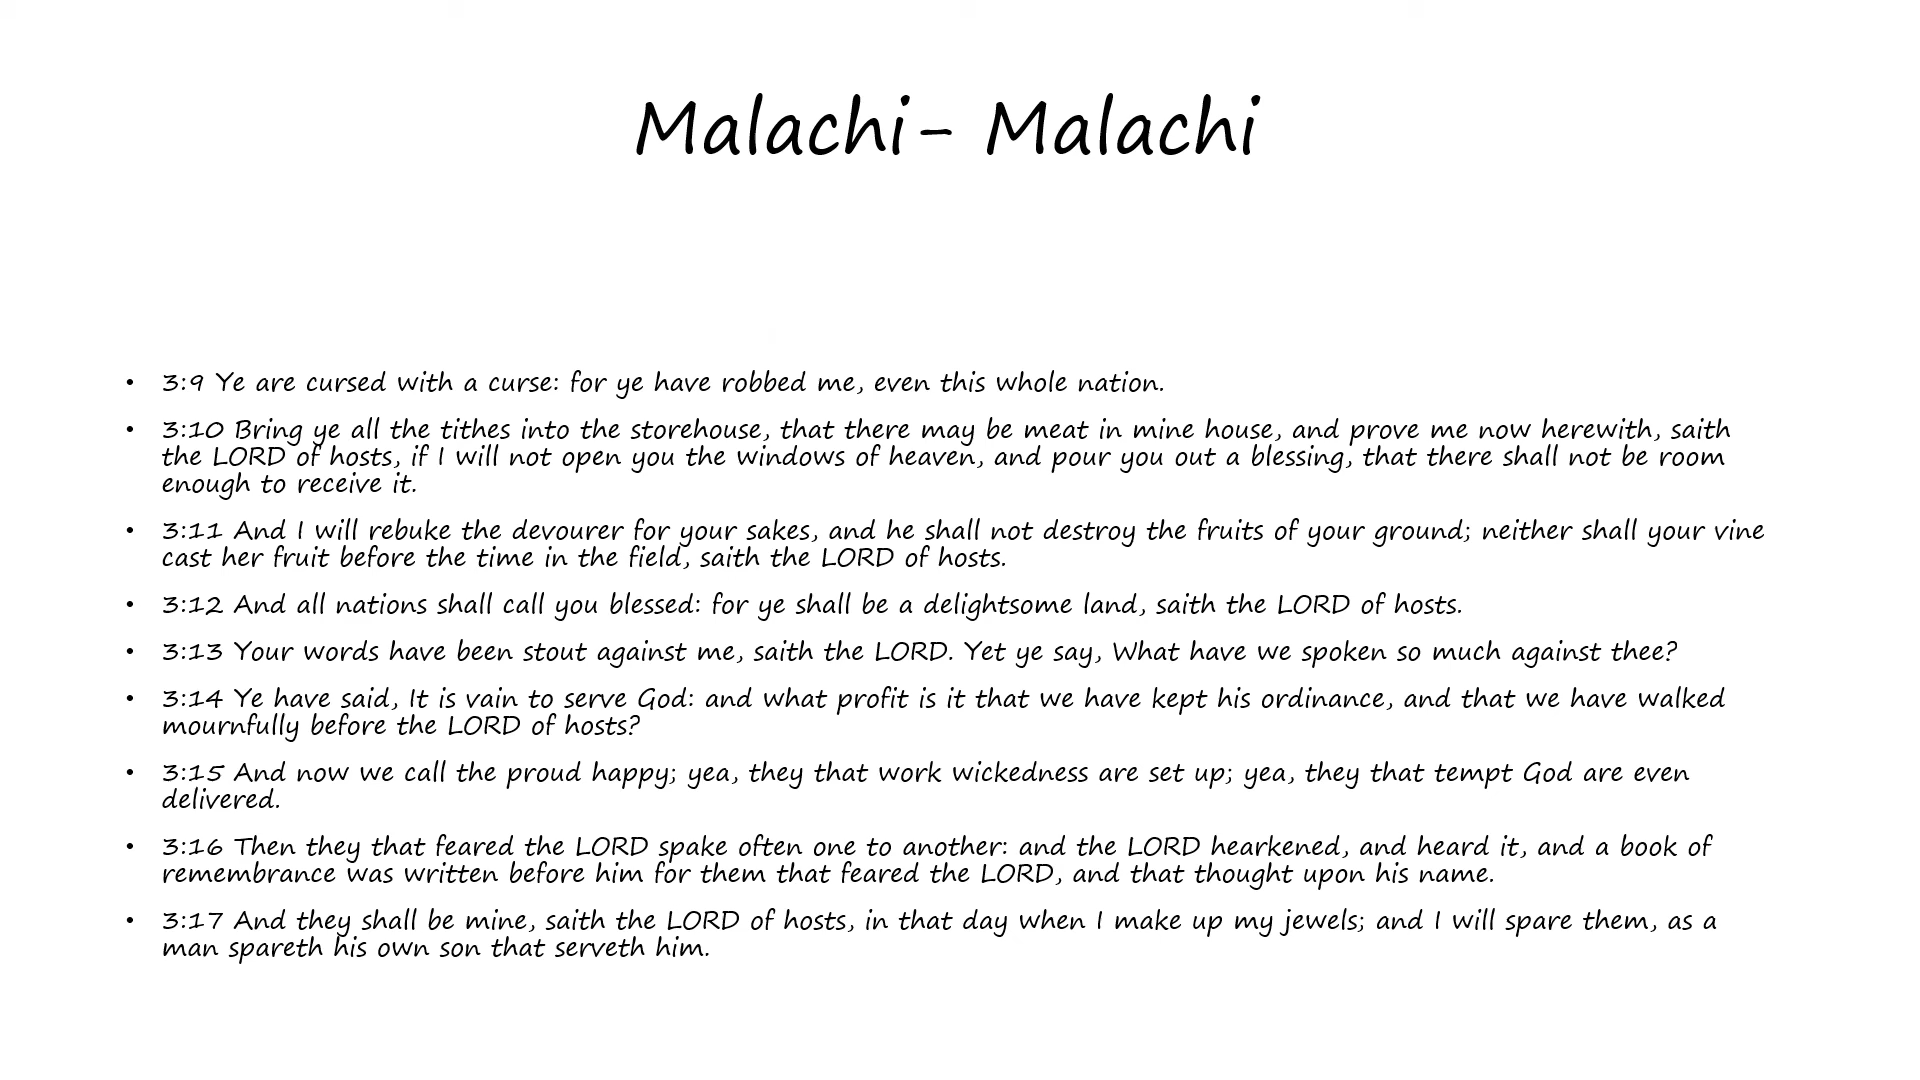 Malachi- Malachi
• 3:9 Ye are cursed with a curse: for ye have robbed me, even this whole nation.
• 3:10 Bring ye all the tithes into the storehouse, that there may be meat in mine house, and prove me now herewith, saith
the LORD of hosts, if I will not open you the windows of heaven, and pour you out a blessing, that there shall not be room
enough to receive it.
• 3:11 And I will rebuke the devourer for your sakes, and he shall not destroy the fruits of your ground; neither shall your vine
cast her fruit before the time in the field, saith the LORD of hosts.
• 3:12 And all nations shall call you blessed: for ye shall be a delightsome land, saith the LORD of hosts.
• 3:13 Your words have been stout against me, saith the LORD. Yet ye say, What have we spoken so much against thee?
• 3:14 Ye have said, It is vain to serve God: and what profit is it that we have kept his ordinance, and that we have walked
mournfully before the LORD of hosts?
• 3:15 And now we call the proud happy; yea, they that work wickedness are set up; yea, they that tempt God are even
delivered.
• 3:16 Then they that feared the LORD spake often one to another: and the LORD hearkened, and heard it, and a book of
remembrance was written before him for them that feared the LORD, and that thought upon his name.
• 3:17 And they shall be mine, saith the LORD of hosts, in that day when I make up my jewels; and I will spare them, as a
man spareth his own son that serveth him.